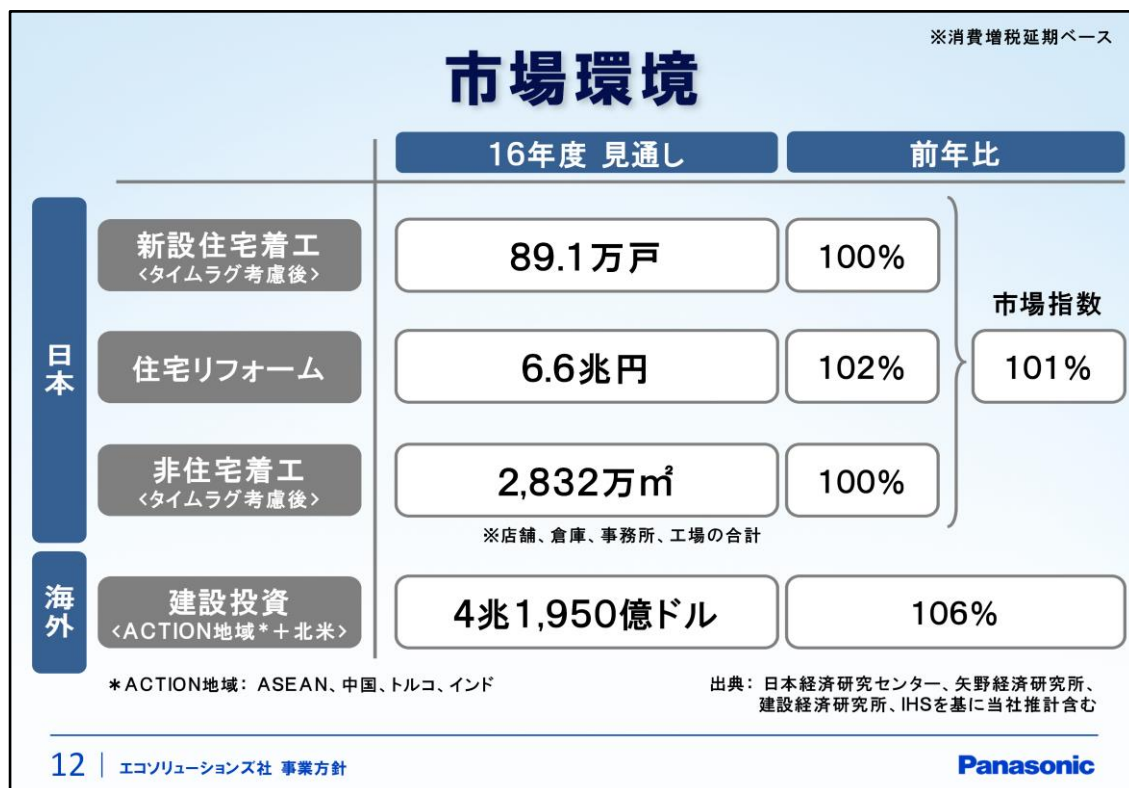 ※消費増税延期ベース
市場環境
16年度 見通し
前年比
日本
新設住宅着工
<タイムラグ考慮後>
89.1万戸
100%
市場指数
住宅リフォーム
6.6兆円
102%
101%
非住宅着工
<タイムラグ考慮後>
2,832万㎡
100%
※店舗、倉庫、事務所、工場の合計
海外
建設投資
<ACTION地域*+北米>
4兆1,950億ドル
106%
*ACTION地域: ASEAN、中国、トルコ、インド
出典: 日本経済研究センター、矢野経済研究所、
建設経済研究所、IHSを基に当社推計含む
12 | エコソリューションズ社 事業方針
Panasonic